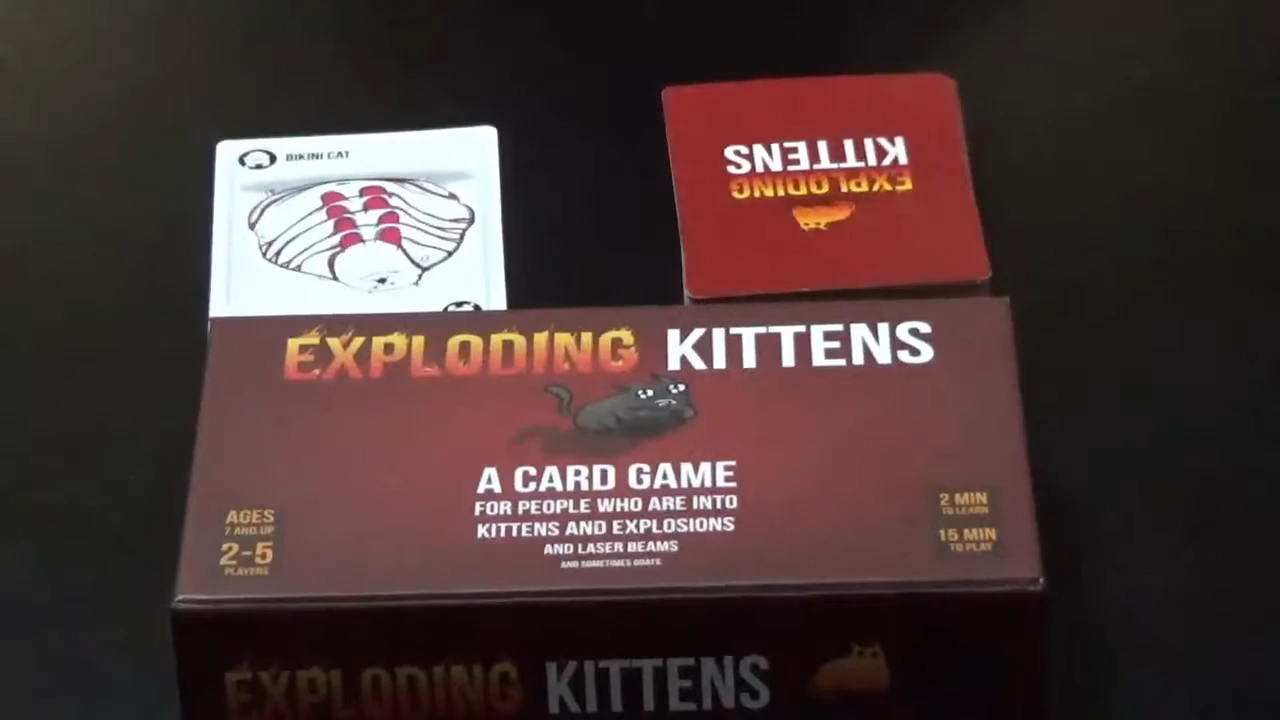 BIKINI CAT
EXPLODING
KITTENS
EXPLODING KITTENS
A CARD GAME
FOR PEOPLE WHO ARE INTO
KITTENS AND EXPLOSIONS
AND LASER BEAMS
AND SOMETIMES GOATS.
AGES
7 AND UP
2-5
PLAYERS
2 MIN
TO LEARN
15 MIN
TO PLAY
EXPLODING KITTENS